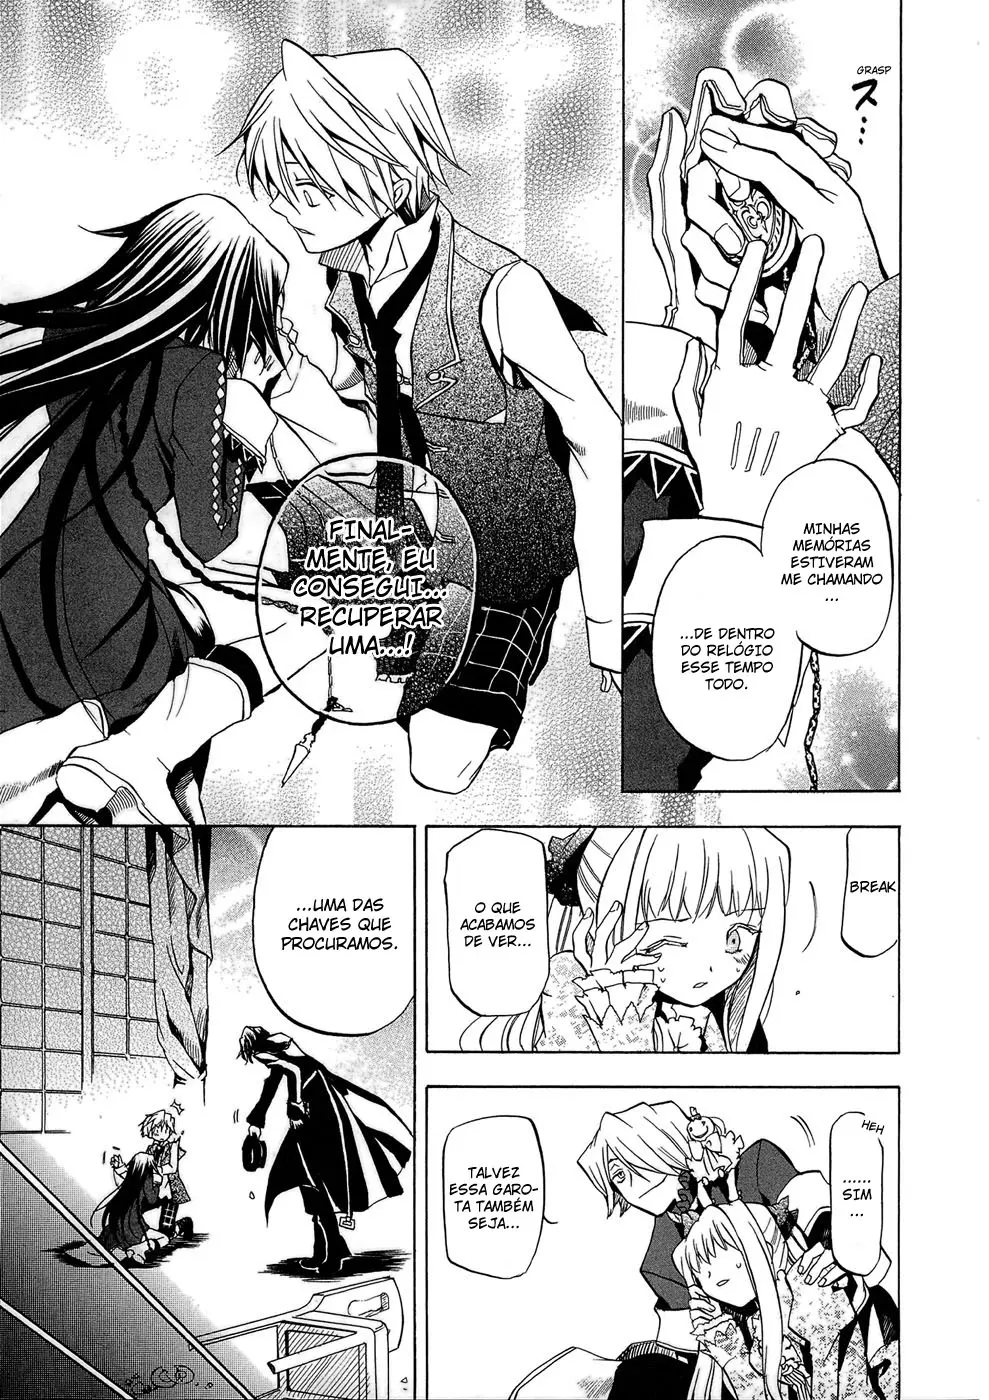 GRASP
ス…
MINHAS
MEMÓRIAS
ESTIVERAM
ME CHAMANDO
...
...DE DENTRO
DO RELÓGIO
ESSE TEMPO
TODO.
FINAL-
MENTE, EU
CONSEGUI...
RECUPERAR
UMA...!
BREAK
O QUE
ACABAMOS
DE VER...
HEH
......
SIM
...
TALVEZ
ESSA GARO-
TA TAMBÉM
SEJA...
...UMA DAS
CHAVES QUE
PROCURAMOS.